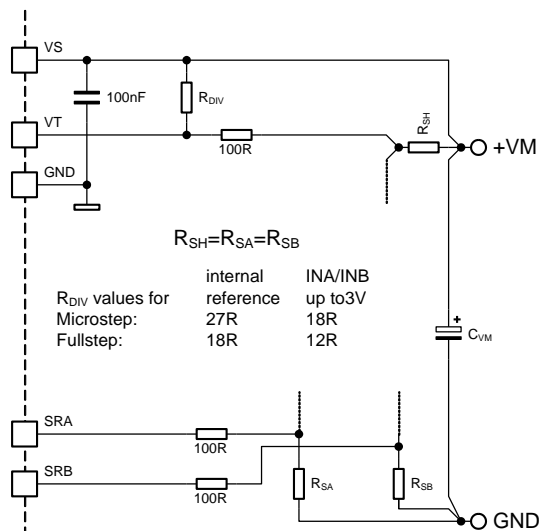 VS
100nF
RDIV
VT
100R
RSH
+VM
GND
RSH=RSA=RSB
internal INA/INB
RDIV values for reference up to3V
Microstep: 27R 18R
Fullstep: 18R 12R
+
CVM
SRA
100R
SRB
100R
RSA
RSB
GND